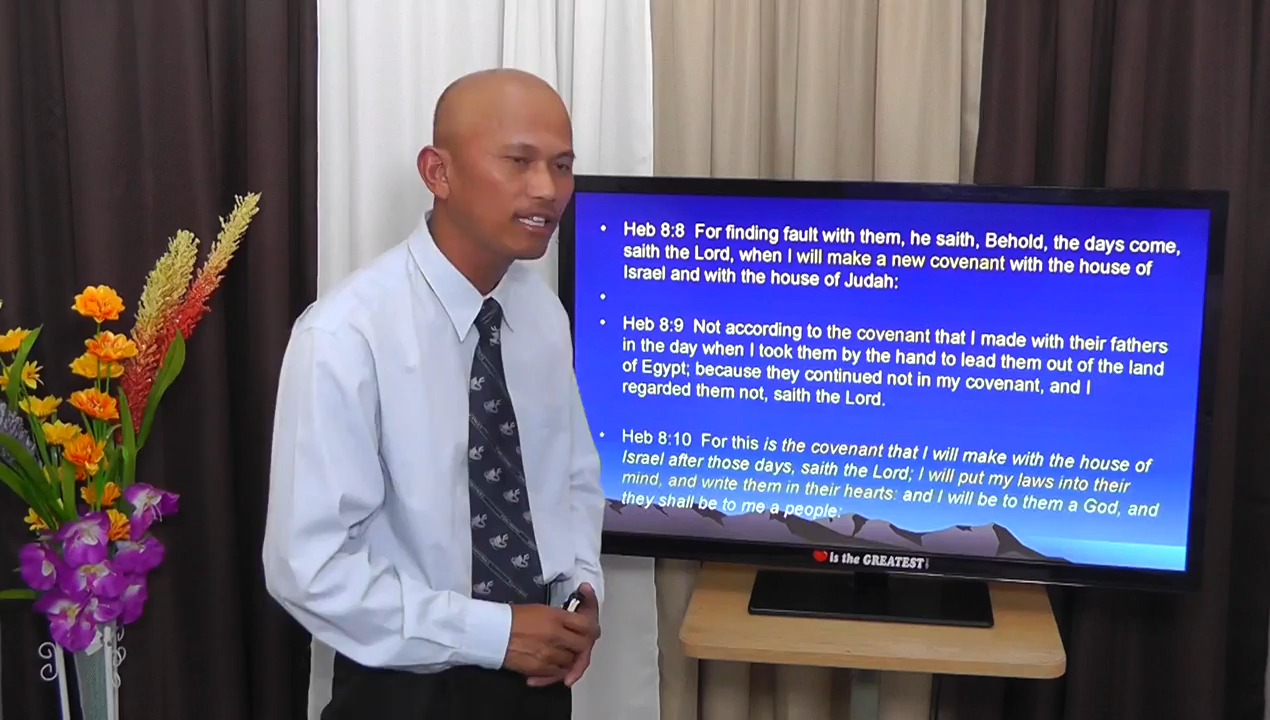 • Heb 8:8 For finding fault with them, he saith, Behold, the days come,
saith the Lord, when I will make a new covenant with the house of
Israel and with the house of Judah:
•
• Heb 8:9 Not according to the covenant that I made with their fathers
in the day when I took them by the hand to lead them out of the land
of Egypt; because they continued not in my covenant, and I
regarded them not, saith the Lord.
• Heb 8:10 For this is the covenant that I will make with the house of
Israel after those days, saith the Lord; I will put my laws into their
mind, and write them in their hearts: and I will be to them a God, and
they shall be to me a people:
is the GREATEST!